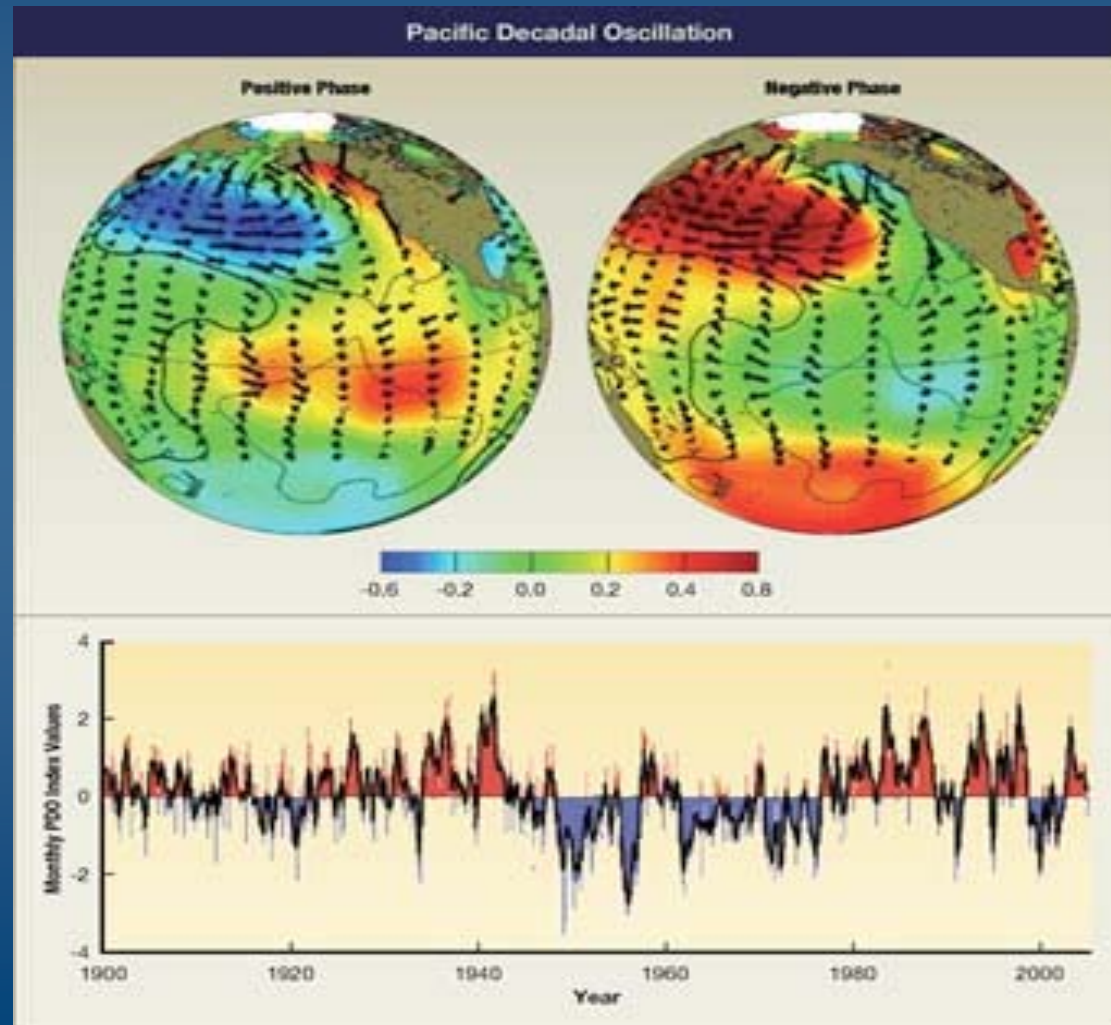 Pacific Decadal Oscillation
Positive Phase Negative Phase
-0.6 -0.2 0.0 0.2 0.4 0.8
Monthly PDO Index Values
4
2
0
-2
-4
1900 1920 1940 1960 1980 2000
Year